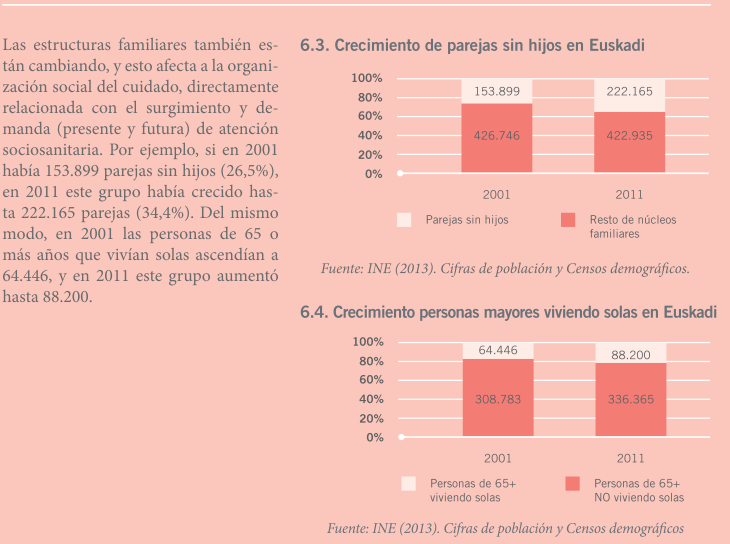 Las estructuras familiares también es-
tán cambiando, y esto afecta a la organi-
zación social del cuidado, directamente
relacionada con el surgimiento y de-
manda (presente y futura) de atención
sociosanitaria. Por ejemplo, si en 2001
había 153.899 parejas sin hijos (26,5%),
en 2011 este grupo había crecido has-
ta 222.165 parejas (34,4%). Del mismo
modo, en 2001 las personas de 65 o
más años que vivían solas ascendían a
64.446, y en 2011 este grupo aumentó
hasta 88.200.
6.3. Crecimiento de parejas sin hijos en Euskadi
100%
80%
60%
40%
20%
0%
153.899
222.165
426.746
422.935
2001
2011
Parejas sin hijos
Resto de núcleos
familiares
Fuente: INE (2013). Cifras de población y Censos demográficos.
6.4. Crecimiento personas mayores viviendo solas en Euskadi
100%
80%
60%
40%
20%
0%
64.446
88.200
308.783
336.365
2001
2011
Personas de 65+
viviendo solas
Personas de 65+
NO viviendo solas
Fuente: INE (2013). Cifras de población y Censos demográficos